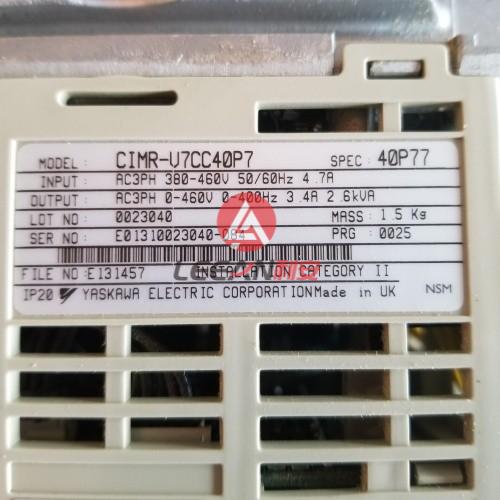 MODEL: CIMR-V7CC40P7 SPEC: 40P77
INPUT: AC3PH 380-460V 50/60Hz 4.7A
OUTPUT: AC3PH 0-460V 0-400Hz 3.4A 2.6kVA
LOT NO: 0023040 MASS: 1.5 Kg
SER NO: E01310023040-084 PRG: 0025
FILE NO: E131457 INSTALLATION CATEGORY II
IP20 YASKAWA ELECTRIC CORPORATION Made in UK NSM